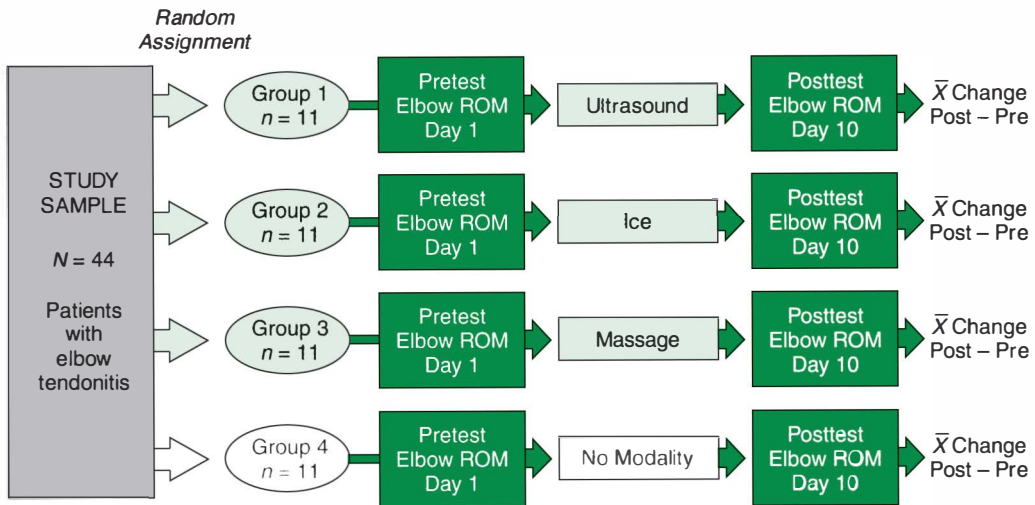 Random
Assignment
STUDY
SAMPLE
N = 44
Patients
with
elbow
tendonitis
Group 1
n = 11
Pretest
Elbow ROM
Day 1
Ultrasound
Posttest
Elbow ROM
Day 10
X̄ Change
Post – Pre
Group 2
n = 11
Pretest
Elbow ROM
Day 1
Ice
Posttest
Elbow ROM
Day 10
X̄ Change
Post – Pre
Group 3
n = 11
Pretest
Elbow ROM
Day 1
Massage
Posttest
Elbow ROM
Day 10
X̄ Change
Post – Pre
Group 4
n = 11
Pretest
Elbow ROM
Day 1
No Modality
Posttest
Elbow ROM
Day 10
X̄ Change
Post – Pre